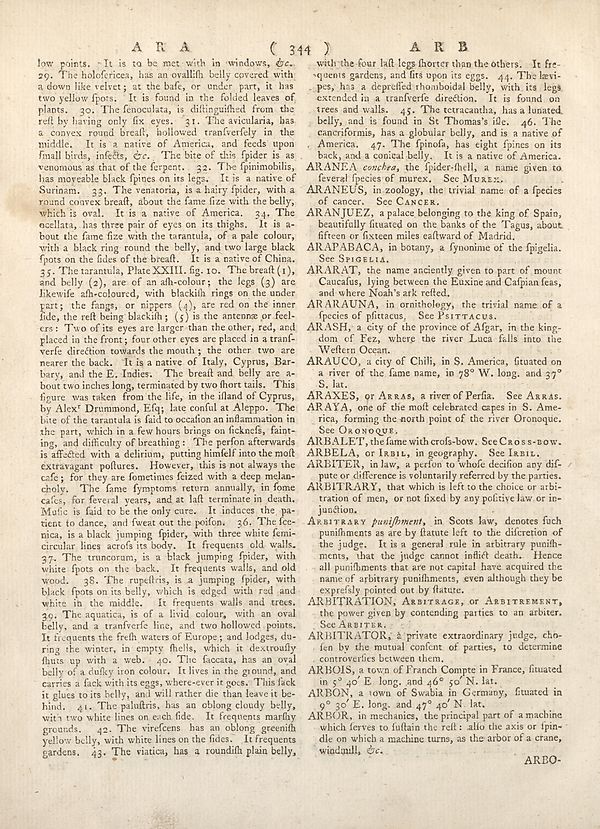 A R A ( 344 ) A R B
low points. It is to be met with in windows, &c.
29. The holoſericea, has an ovalliſh belly covered with
a down like velvet; at the baſe, or under part, it has
two yellow ſpots. It is found in the folded leaves of
plants. 30. The ſenoculata, is diſtinguiſhed from the
reſt by having only ſix eyes. 31. The avicularia, has
a convex round breaſt, hollowed tranſverſely in the
middle. It is a native of America, and feeds upon
ſmall birds, inſects, &c. The bite of this ſpider is as
venomous as that of the ſerpent. 32. The ſpinimobilis,
has moveable black ſpines on its legs. It is a native of
Surinam. 33. The venatoria, is a hairy ſpider, with a
round convex breaſt, about the ſame ſize with the belly,
which is oval. It is a native of America. 34. The
ocellata, has three pair of eyes on its thighs. It is a-
bout the ſame ſize with the tarantula, of a pale colour,
with a black ring round the belly, and two large black
ſpots on the ſides of the breaſt. It is a native of China.
35. The tarantula, Plate XXIII. fig. 10. The breaſt (1),
and belly (2), are of an aſh-colour; the legs (3) are
likewiſe aſh-coloured, with blackiſh rings on the under
part; the fangs, or nippers (4), are red on the inner
ſide, the reſt being blackiſh; (5) is the antennæ or feel-
ers: Two of its eyes are larger than the other, red, and
placed in the front; four other eyes are placed in a tranſ-
verſe direction towards the mouth; the other two are
nearer the back. It is a native of Italy, Cyprus, Bar-
bary, and the E. Indies. The breaſt and belly are a-
bout two inches long, terminated by two ſhort tails. This
figure was taken from the life, in the iſland of Cyprus,
by Alexr Drummond, Eſq; late conſul at Aleppo. The
bite of the tarantula is ſaid to occaſion an inflammation in
the part, which in a few hours brings on ſickneſs, faint-
ing, and difficulty of breathing: The perſon afterwards
is affected with a delirium, putting himſelf into the moſt
extravagant poſtures. However, this is not always the
caſe; for they are ſometimes ſeized with a deep melan-
choly. The ſame ſymptoms return annually, in ſome
caſes, for ſeveral years, and at laſt terminate in death.
Muſic is ſaid to be the only cure. It induces the pa-
tient to dance, and ſweat out the poiſon. 36. The ſce-
nica, is a black jumping ſpider, with three white ſemi-
circular lines acroſs its body. It frequents old walls.
37. The truncorum, is a black jumping ſpider, with
white ſpots on the back. It frequents walls, and old
wood. 38. The rupeſtris, is a jumping ſpider, with
black ſpots on its belly, which is edged with red and
white in the middle. It frequents walls and trees.
39. The aquatica, is of a livid colour, with an oval
belly, and a tranſverſe line, and two hollowed points.
It frequents the freſh waters of Europe; and lodges, du-
ring the winter, in empty ſhells, which it dextrouſly
ſhuts up with a web. 40. The ſaccata, has an oval
belly of a duſky iron colour. It lives in the ground, and
carries a ſack with its eggs, where-ever it goes. This ſack
it glues to its belly, and will rather die than leave it be-
hind. 41. The paluſtris, has an oblong cloudy belly,
with two white lines on each ſide. It frequents marſhy
grounds. 42. The vireſcens has an oblong greeniſh
yellow belly, with white lines on the ſides. It frequents
gardens. 43. The viatica, has a roundiſh plain belly,
with the four laſt legs ſhorter than the others. It fre-
quents gardens, and ſits upon its eggs. 44. The lævi-
pes, has a depreſſed rhomboidal belly, with its legs
extended in a tranſverſe direction. It is found on
trees and walls. 45. The tetracantha, has a lunated
belly, and is found in St Thomas's iſle. 46. The
cancriformis, has a globular belly, and is a native of
America. 47. The ſpinoſa, has eight ſpines on its
back, and a conical belly. It is a native of America.
ARANEA conchea, the ſpider-ſhell, a name given to
ſeveral ſpecies of murex. See MUREX.
ARANEUS, in zoology, the trivial name of a ſpecies
of cancer. See CANCER.
ARANJUEZ, a palace belonging to the king of Spain,
beautifully ſituated on the banks of the Tagus, about
fifteen or ſixteen miles eaſtward of Madrid.
ARAPABACA, in botany, a ſynonime of the ſpigelia.
See SPIGELIA.
ARARAT, the name anciently given to part of mount
Caucaſus, lying between the Euxine and Caſpian ſeas,
and where Noah's ark reſted.
ARARAUNA, in ornithology, the trivial name of a
ſpecies of pſittacus. See PSITTACUS.
ARASH, a city of the province of Aſgar, in the king-
dom of Fez, where the river Luca falls into the
Weſtern Ocean.
ARAUCO, a city of Chili, in S. America, ſituated on
a river of the ſame name, in 78° W. long. and 37°
S. lat.
ARAXES, or ARRAS, a river of Perſia. See ARRAS.
ARAYA, one of the moſt celebrated capes in S. Ame-
rica, forming the north point of the river Oronoque.
See ORONOQUE.
ARBALET, the ſame with croſs-bow. See CROSS-BOW.
ARBELA, or IRBIL, in geography. See IRBIL.
ARBITER, in law, a perſon to whoſe deciſion any diſ-
pute or difference is voluntarily referred by the parties.
ARBITRARY, that which is left to the choice or arbi-
tration of men, or not fixed by any poſitive law or in-
junction.
ARBITRARY puniſhment, in Scots law, denotes ſuch
puniſhments as are by ſtatute left to the diſcretion of
the judge. It is a general rule in arbitrary puniſh-
ments, that the judge cannot inflict death. Hence
all puniſhments that are not capital have acquired the
name of arbitrary puniſhments, even although they be
expreſsly pointed out by ſtatute.
ARBITRATION, ARBITRAGE, or ARBITREMENT,
the power given by contending parties to an arbiter.
See ARBITER.
ARBITRATOR, a private extraordinary judge, cho-
ſen by the mutual conſent of parties, to determine
controverſies between them.
ARBOIS, a town of Franch Compte in France, ſituated
in 5° 40′ E. long. and 46° 50′ N. lat.
ARBON, a town of Swabia in Germany, ſituated in
9° 30′ E. long. and 47° 40′ N. lat.
ARBOR, in mechanics, the principal part of a machine
which ſerves to ſuſtain the reſt: alſo the axis or ſpin-
dle on which a machine turns, as the arbor of a crane,
windmill, &c.
ARBO-